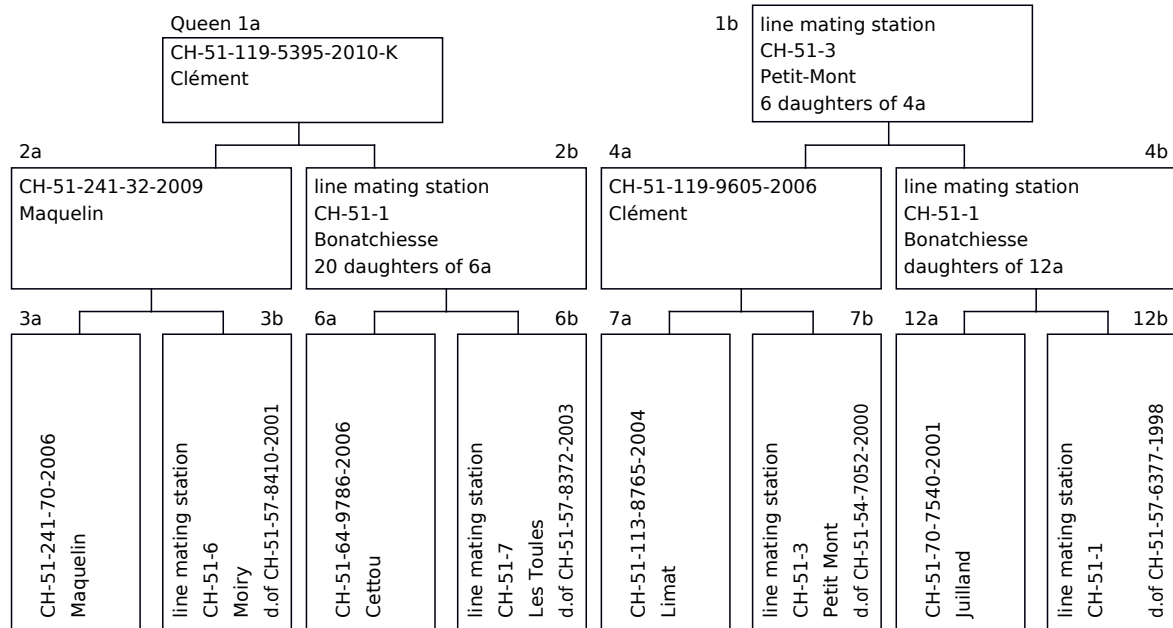 Queen 1a
CH-51-119-5395-2010-K
Clément
1b
line mating station
CH-51-3
Petit-Mont
6 daughters of 4a
2a
CH-51-241-32-2009
Maquelin
2b
line mating station
CH-51-1
Bonatchiesse
20 daughters of 6a
4a
CH-51-119-9605-2006
Clément
4b
line mating station
CH-51-1
Bonatchiesse
daughters of 12a
3a
CH-51-241-70-2006
Maquelin
3b
line mating station
CH-51-6
Moiry
d.of CH-51-57-8410-2001
6a
CH-51-64-9786-2006
Cettou
6b
line mating station
CH-51-7
Les Toules
d.of CH-51-57-8372-2003
7a
CH-51-113-8765-2004
Limat
7b
line mating station
CH-51-3
Petit Mont
d.of CH-51-54-7052-2000
12a
CH-51-70-7540-2001
Juilland
12b
line mating station
CH-51-1
d.of CH-51-57-6377-1998